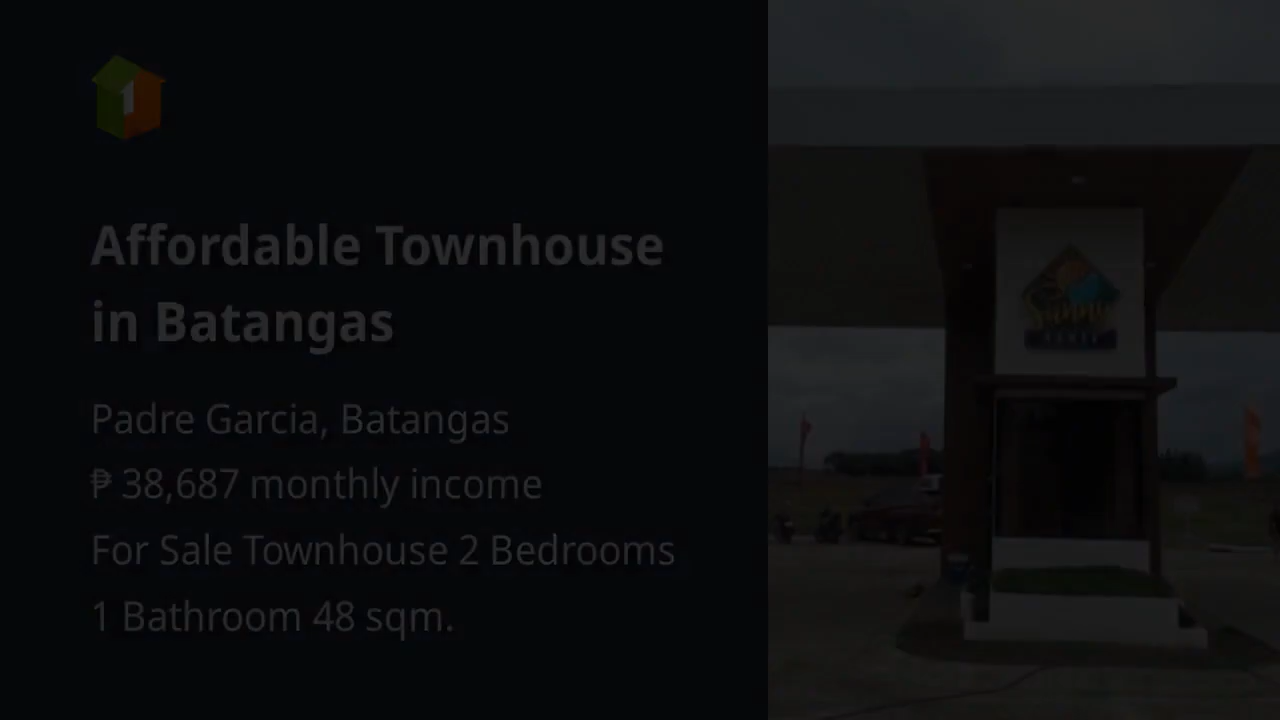 Affordable Townhouse
in Batangas
Padre Garcia, Batangas
₱ 38,687 monthly income
For Sale Townhouse 2 Bedrooms
1 Bathroom 48 sqm.
Sunny